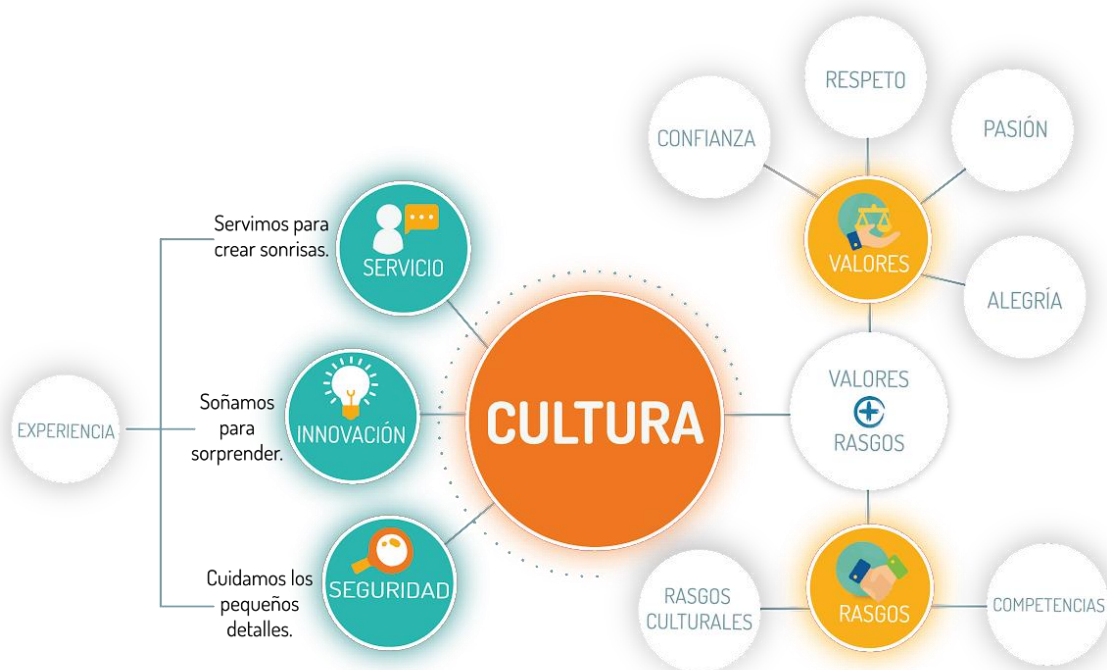 EXPERIENCIA
Servimos para
crear sonrisas.
SERVICIO
Soñamos
para
sorprender.
INNOVACIÓN
Cuidamos los
pequeños
detalles.
SEGURIDAD
CULTURA
VALORES
RASGOS
VALORES
CONFIANZA
RESPETO
PASIÓN
ALEGRÍA
RASGOS
RASGOS
CULTURALES
COMPETENCIAS